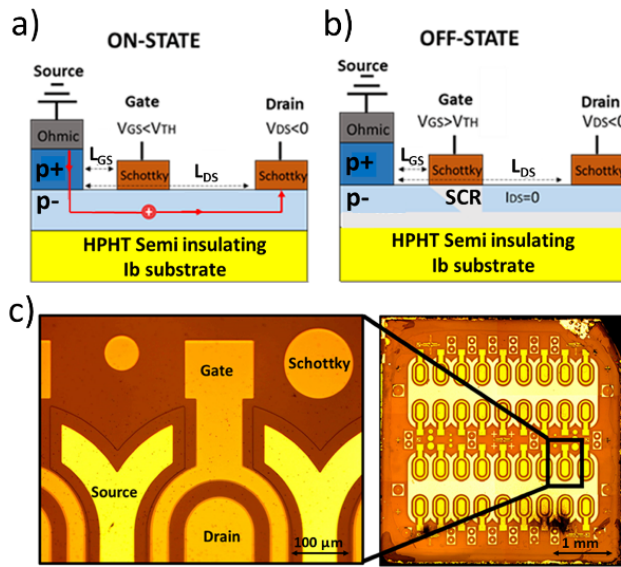 a)
ON-STATE
Source
Gate
Drain
VGS<VTH
VDS<0
Ohmic
p+
LGS
Schottky
LDS
Schottky
p-
+
HPHT Semi insulating
Ib substrate
b)
OFF-STATE
Source
Gate
Drain
VGS>VTH
VDS<0
Ohmic
p+
LGS
Schottky
LDS
Schottky
p-
SCR
IDS=0
HPHT Semi insulating
Ib substrate
c)
Gate
Schottky
Source
Drain
100 μm
1 mm